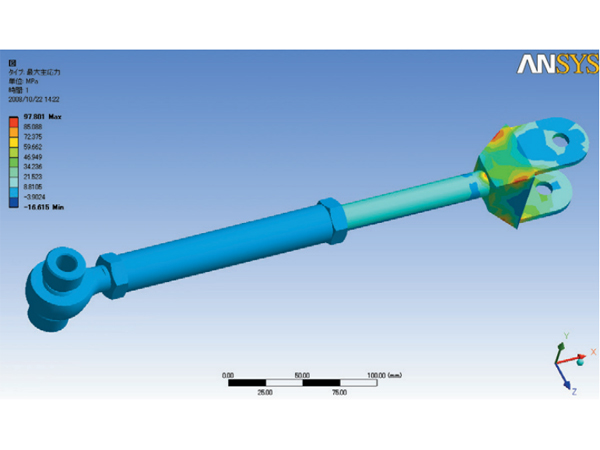 ANSYS
図
タイプ: 最大主応力
単位: MPa
時間: 1
2008/10/22 14:22
97.801 Max
85.088
72.375
59.662
46.949
34.236
21.523
8.8105
-3.9024
-16.615 Min
Y
X
Z
0.00 50.00 100.00 (mm)
25.00 75.00